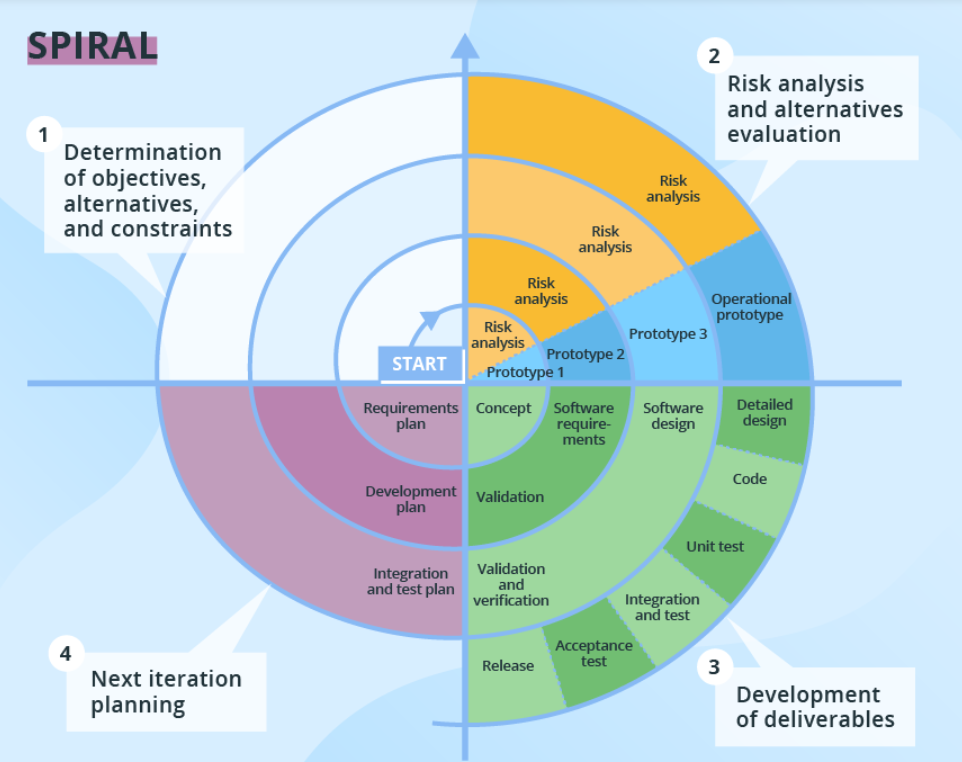 SPIRAL
1
Determination
of objectives,
alternatives,
and constraints
2
Risk analysis
and alternatives
evaluation
Risk
analysis
Risk
analysis
Risk
analysis
Risk
analysis
Operational
prototype
Prototype 3
Prototype 2
Prototype 1
START
Requirements
plan
Concept
Software
require-
ments
Software
design
Detailed
design
Code
Development
plan
Validation
Unit test
Integration
and test plan
Validation
and
verification
Integration
and test
Acceptance
test
Release
4
Next iteration
planning
3
Development
of deliverables